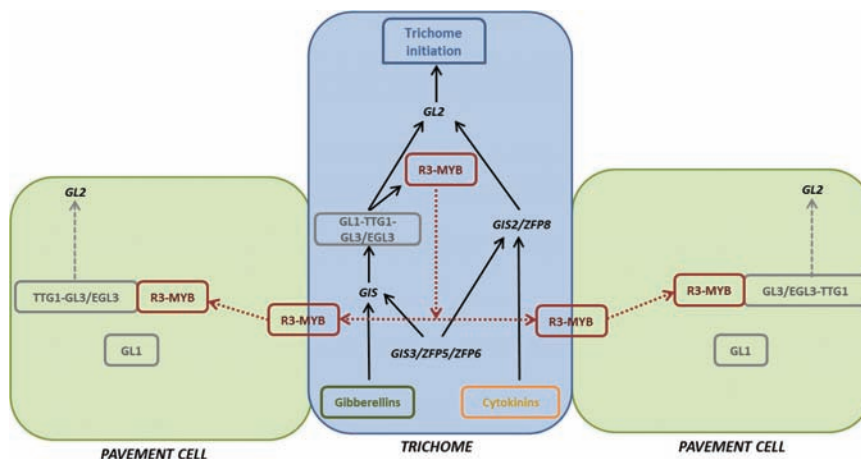 Trichome
initiation
GL2
R3-MYB
GL2
GL2
GL1-TTG1-
GL3/EGL3
GIS2/ZFP8
TTG1-GL3/EGL3
R3-MYB
GIS
R3-MYB
GL3/EGL3-TTG1
R3-MYB
R3-MYB
GL1
GIS3/ZFP5/ZFP6
GL1
Gibberellins
Cytokinins
PAVEMENT CELL
TRICHOME
PAVEMENT CELL